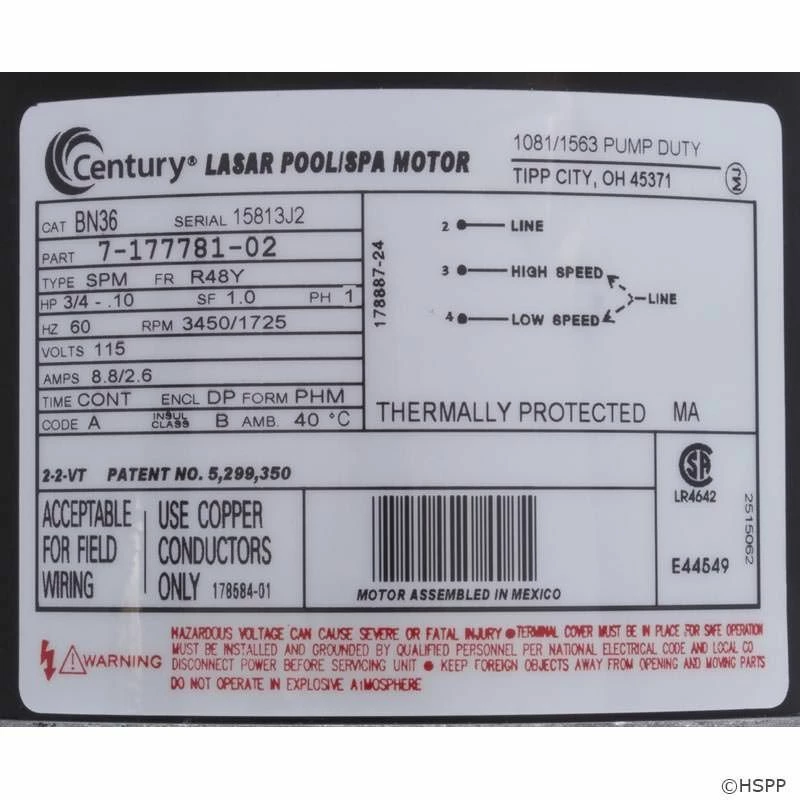 Century® LASAR POOL/SPA MOTOR
1081/1563 PUMP DUTY
TIPP CITY, OH 45371
CAT BN36 SERIAL 15813J2
PART 7-177781-02
TYPE SPM FR R48Y
HP 3/4 - .10 SF 1.0 PH 1
HZ 60 RPM 3450/1725
VOLTS 115
AMPS 8.8/2.6
TIME CONT ENCL DP FORM PHM
CODE A INSUL CLASS B AMB. 40 °C
178887-24
2 LINE
3 HIGH SPEED
LINE
4 LOW SPEED
THERMALLY PROTECTED MA
2-2-VT PATENT NO. 5,299,350
ACCEPTABLE
FOR FIELD
WIRING
USE COPPER
CONDUCTORS
ONLY 178584-01
MOTOR ASSEMBLED IN MEXICO
LR4642
E44549
2515062
WARNING
HAZARDOUS VOLTAGE CAN CAUSE SEVERE OR FATAL INJURY ● TERMINAL COVER MUST BE IN PLACE FOR SAFE OPERATION
MUST BE INSTALLED AND GROUNDED BY QUALIFIED PERSONNEL PER NATIONAL ELECTRICAL CODE AND LOCAL CO
DISCONNECT POWER BEFORE SERVICING UNIT ● KEEP FOREIGN OBJECTS AWAY FROM OPENING AND MOVING PARTS
DO NOT OPERATE IN EXPLOSIVE ATMOSPHERE
©HSPP